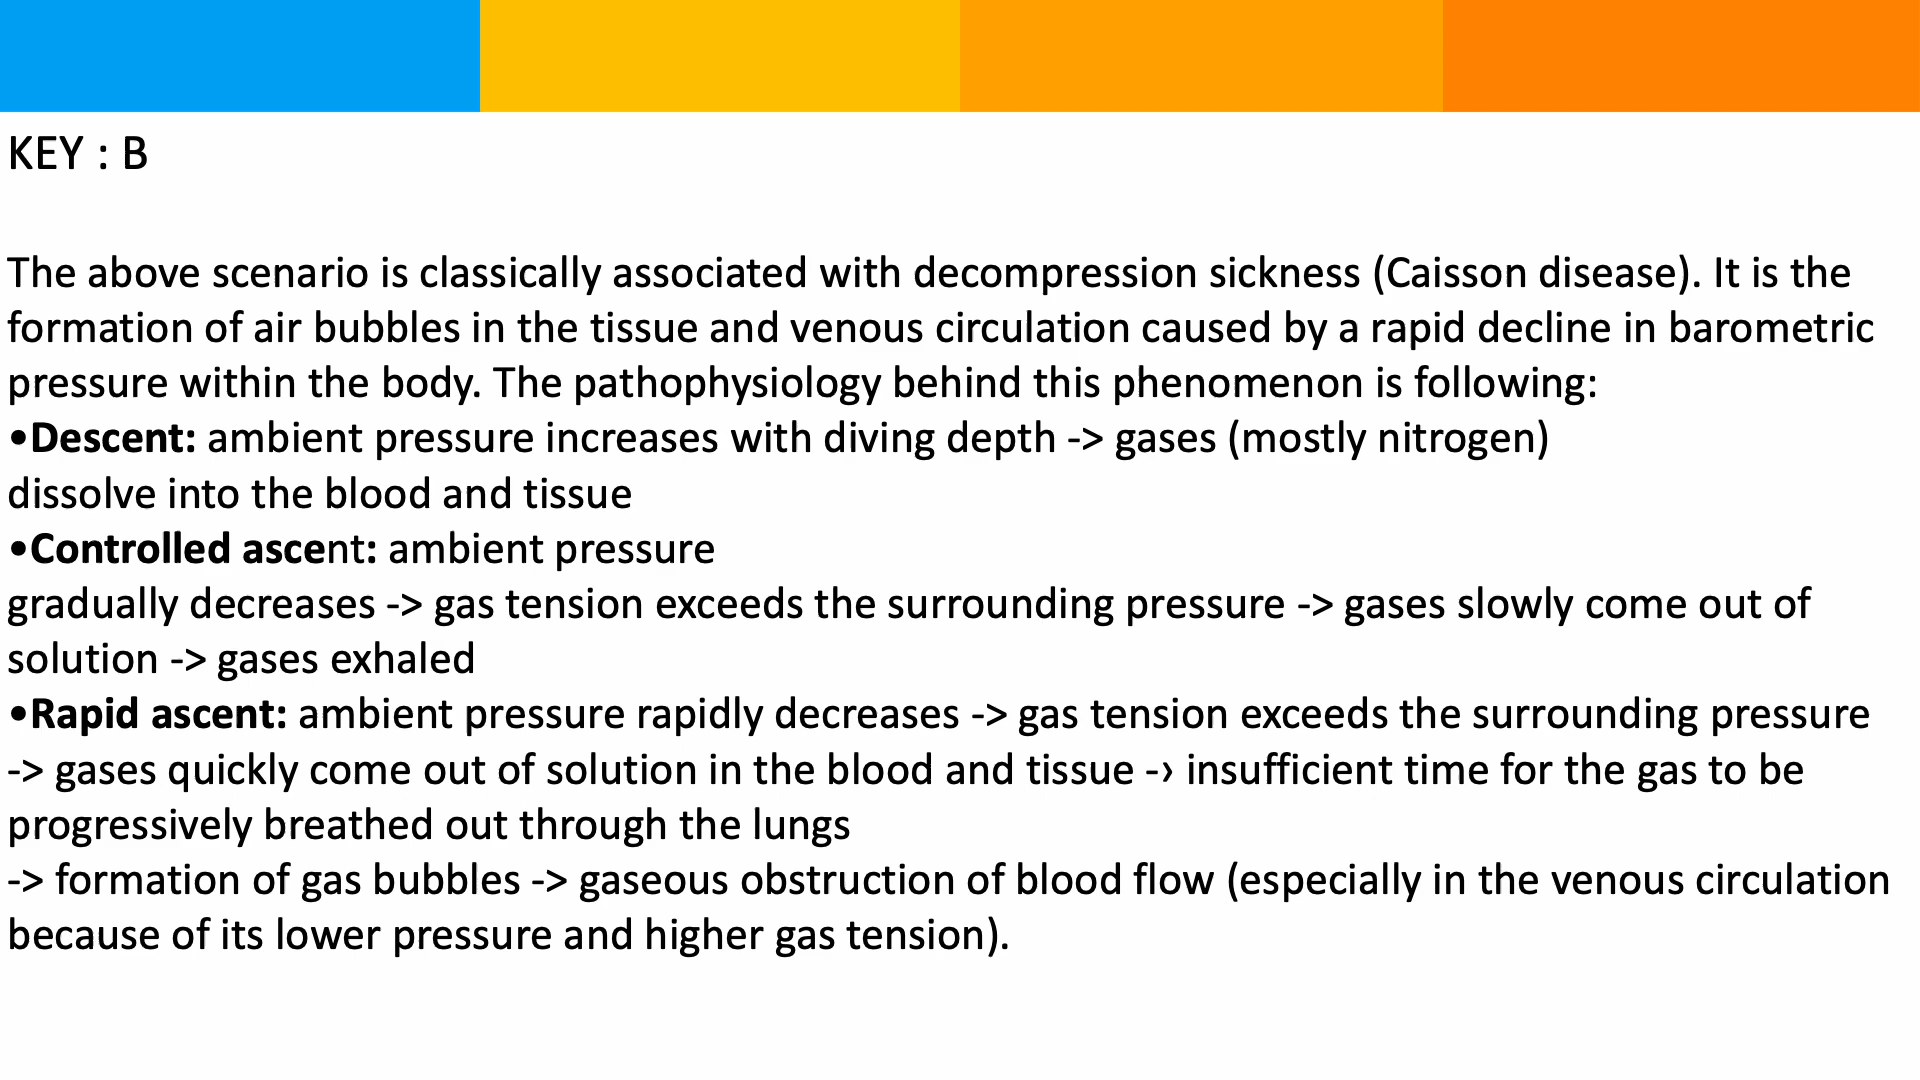 KEY : B
The above scenario is classically associated with decompression sickness (Caisson disease). It is the
formation of air bubbles in the tissue and venous circulation caused by a rapid decline in barometric
pressure within the body. The pathophysiology behind this phenomenon is following:
•Descent: ambient pressure increases with diving depth -> gases (mostly nitrogen)
dissolve into the blood and tissue
•Controlled ascent: ambient pressure
gradually decreases -> gas tension exceeds the surrounding pressure -> gases slowly come out of
solution -> gases exhaled
•Rapid ascent: ambient pressure rapidly decreases -> gas tension exceeds the surrounding pressure
-> gases quickly come out of solution in the blood and tissue -› insufficient time for the gas to be
progressively breathed out through the lungs
-> formation of gas bubbles -> gaseous obstruction of blood flow (especially in the venous circulation
because of its lower pressure and higher gas tension).